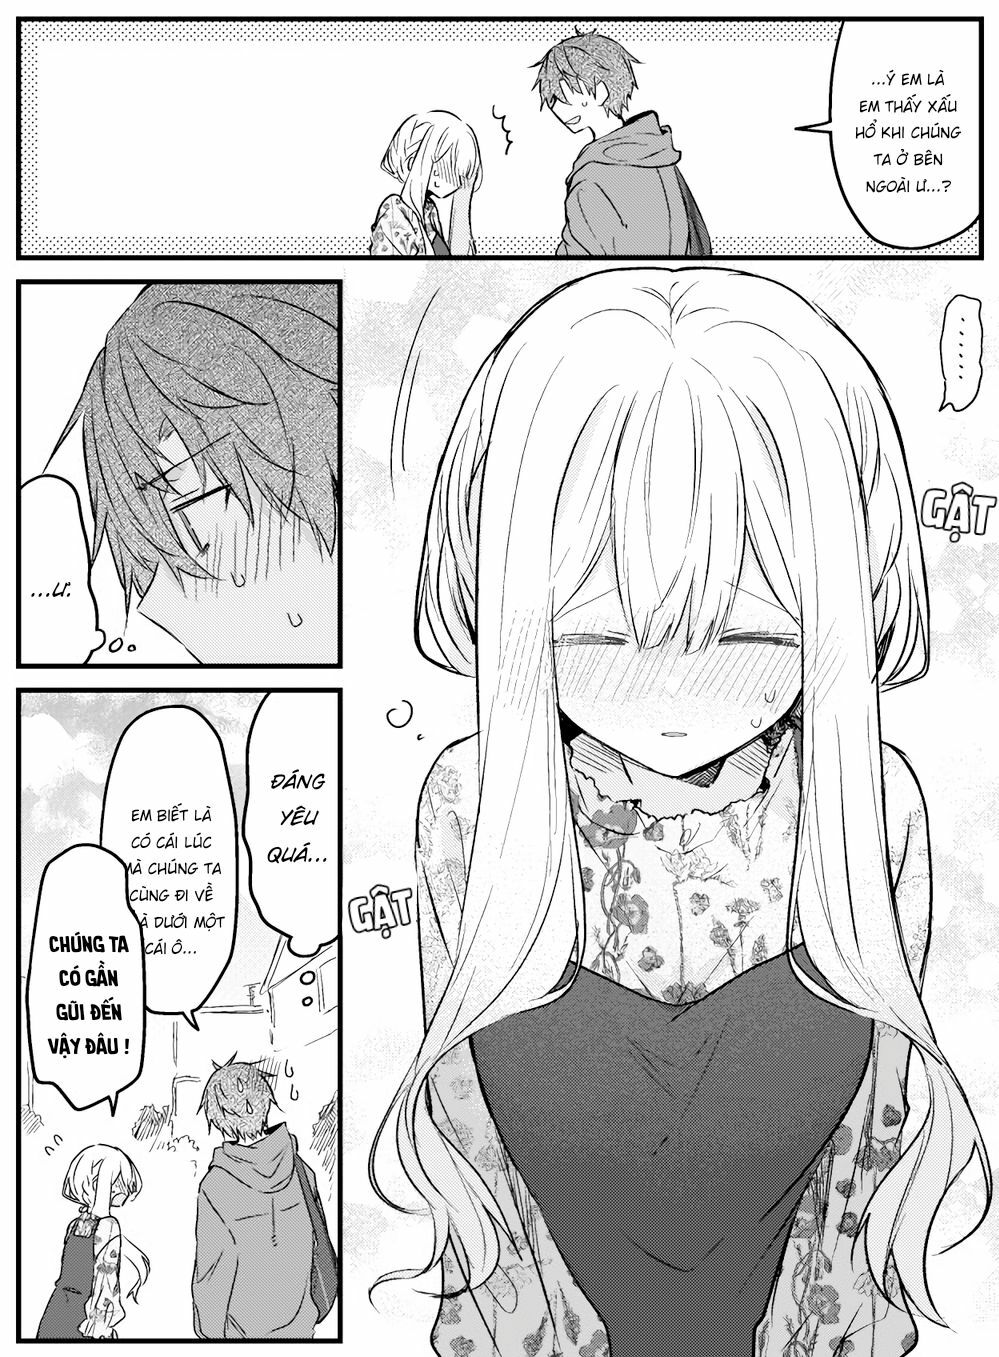 ...Ý EM LÀ
EM THẤY XẤU
HỔ KHI CHÚNG
TA Ở BÊN
NGOÀI Ư...?
.......
GẬT
GẬT
...Ư.
ĐÁNG
YÊU
QUÁ...
EM BIẾT LÀ
CÓ CÁI LÚC
MÀ CHÚNG TA
CÙNG ĐI VỀ
DƯỚI MỘT
CÁI Ô...
CHÚNG TA
CÓ GẦN
GŨI ĐẾN
VẬY ĐÂU !